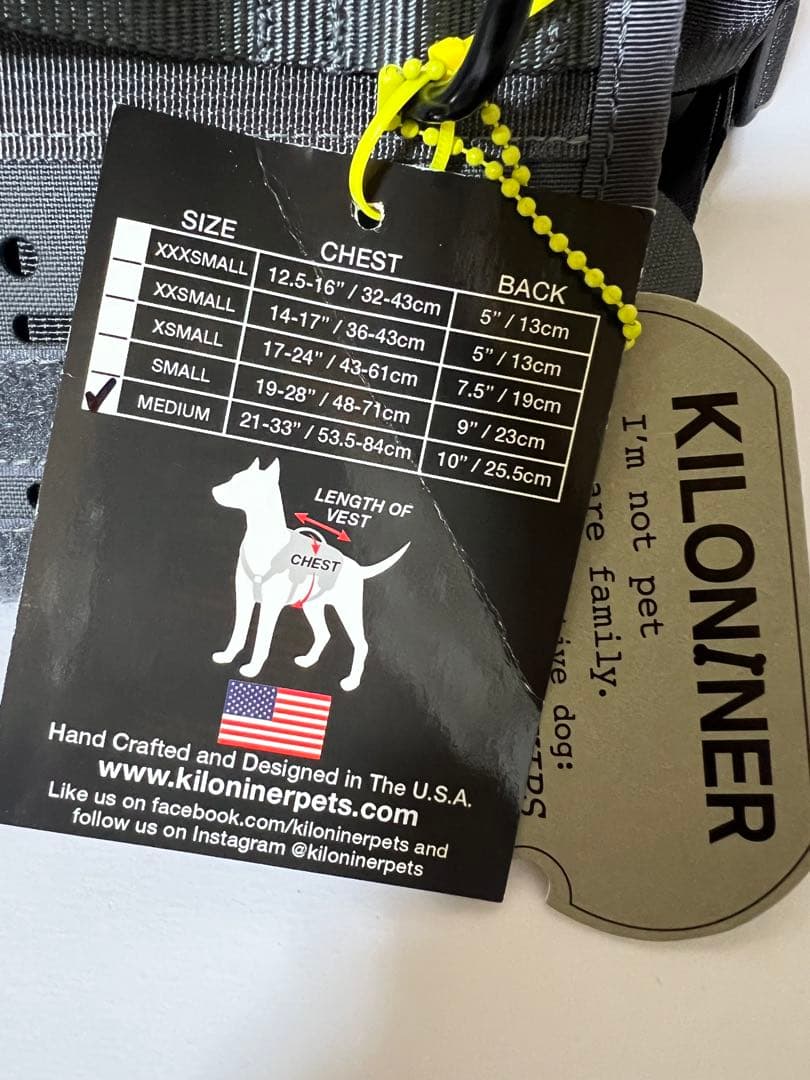 SIZE CHEST BACK
XXXSMALL 12.5-16" / 32-43cm 5" / 13cm
XXSMALL 14-17" / 36-43cm 5" / 13cm
XSMALL 17-24" / 43-61cm 7.5" / 19cm
SMALL 19-28" / 48-71cm 9" / 23cm
MEDIUM 21-33" / 53.5-84cm 10" / 25.5cm
LENGTH OF
VEST
CHEST
Hand Crafted and Designed in The U.S.A.
www.kiloninerpets.com
Like us on facebook.com/kiloninerpets and
follow us on Instagram @kiloninerpets
KILONINER
I'm not pet
are family.
dog: